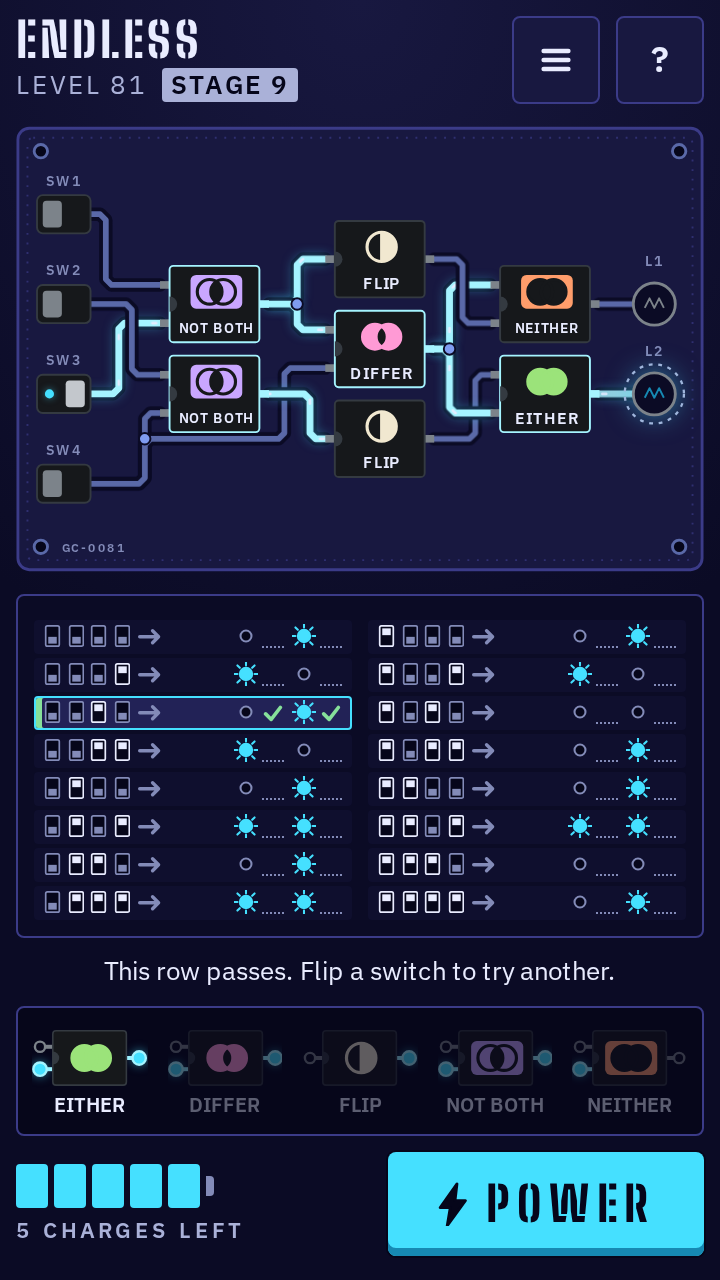 ENDLESS
LEVEL 81 STAGE 9
?
SW1
SW2
SW3
SW4
NOT BOTH
NOT BOTH
FLIP
DIFFER
FLIP
NEITHER
EITHER
L1
L2
GC-0081
This row passes. Flip a switch to try another.
EITHER DIFFER FLIP NOT BOTH NEITHER
5 CHARGES LEFT
POWER